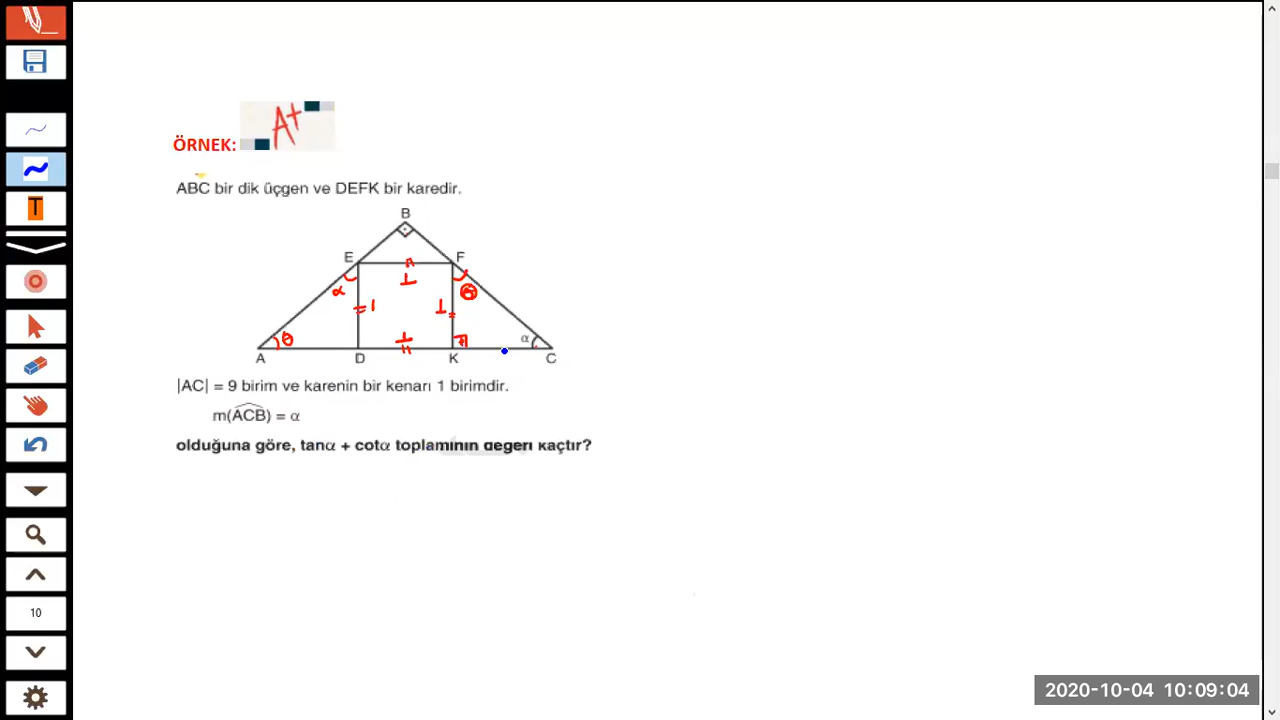 A+
ÖRNEK:
ABC bir dik üçgen ve DEFK bir karedir.
B
E F
α 1 1 1 θ
θ 1 α
A D K C
|AC| = 9 birim ve karenin bir kenarı 1 birimdir.
m(ACB) = α
olduğuna göre, tanα + cotα toplamının değeri kaçtır?
T
10
2020-10-04 10:09:04